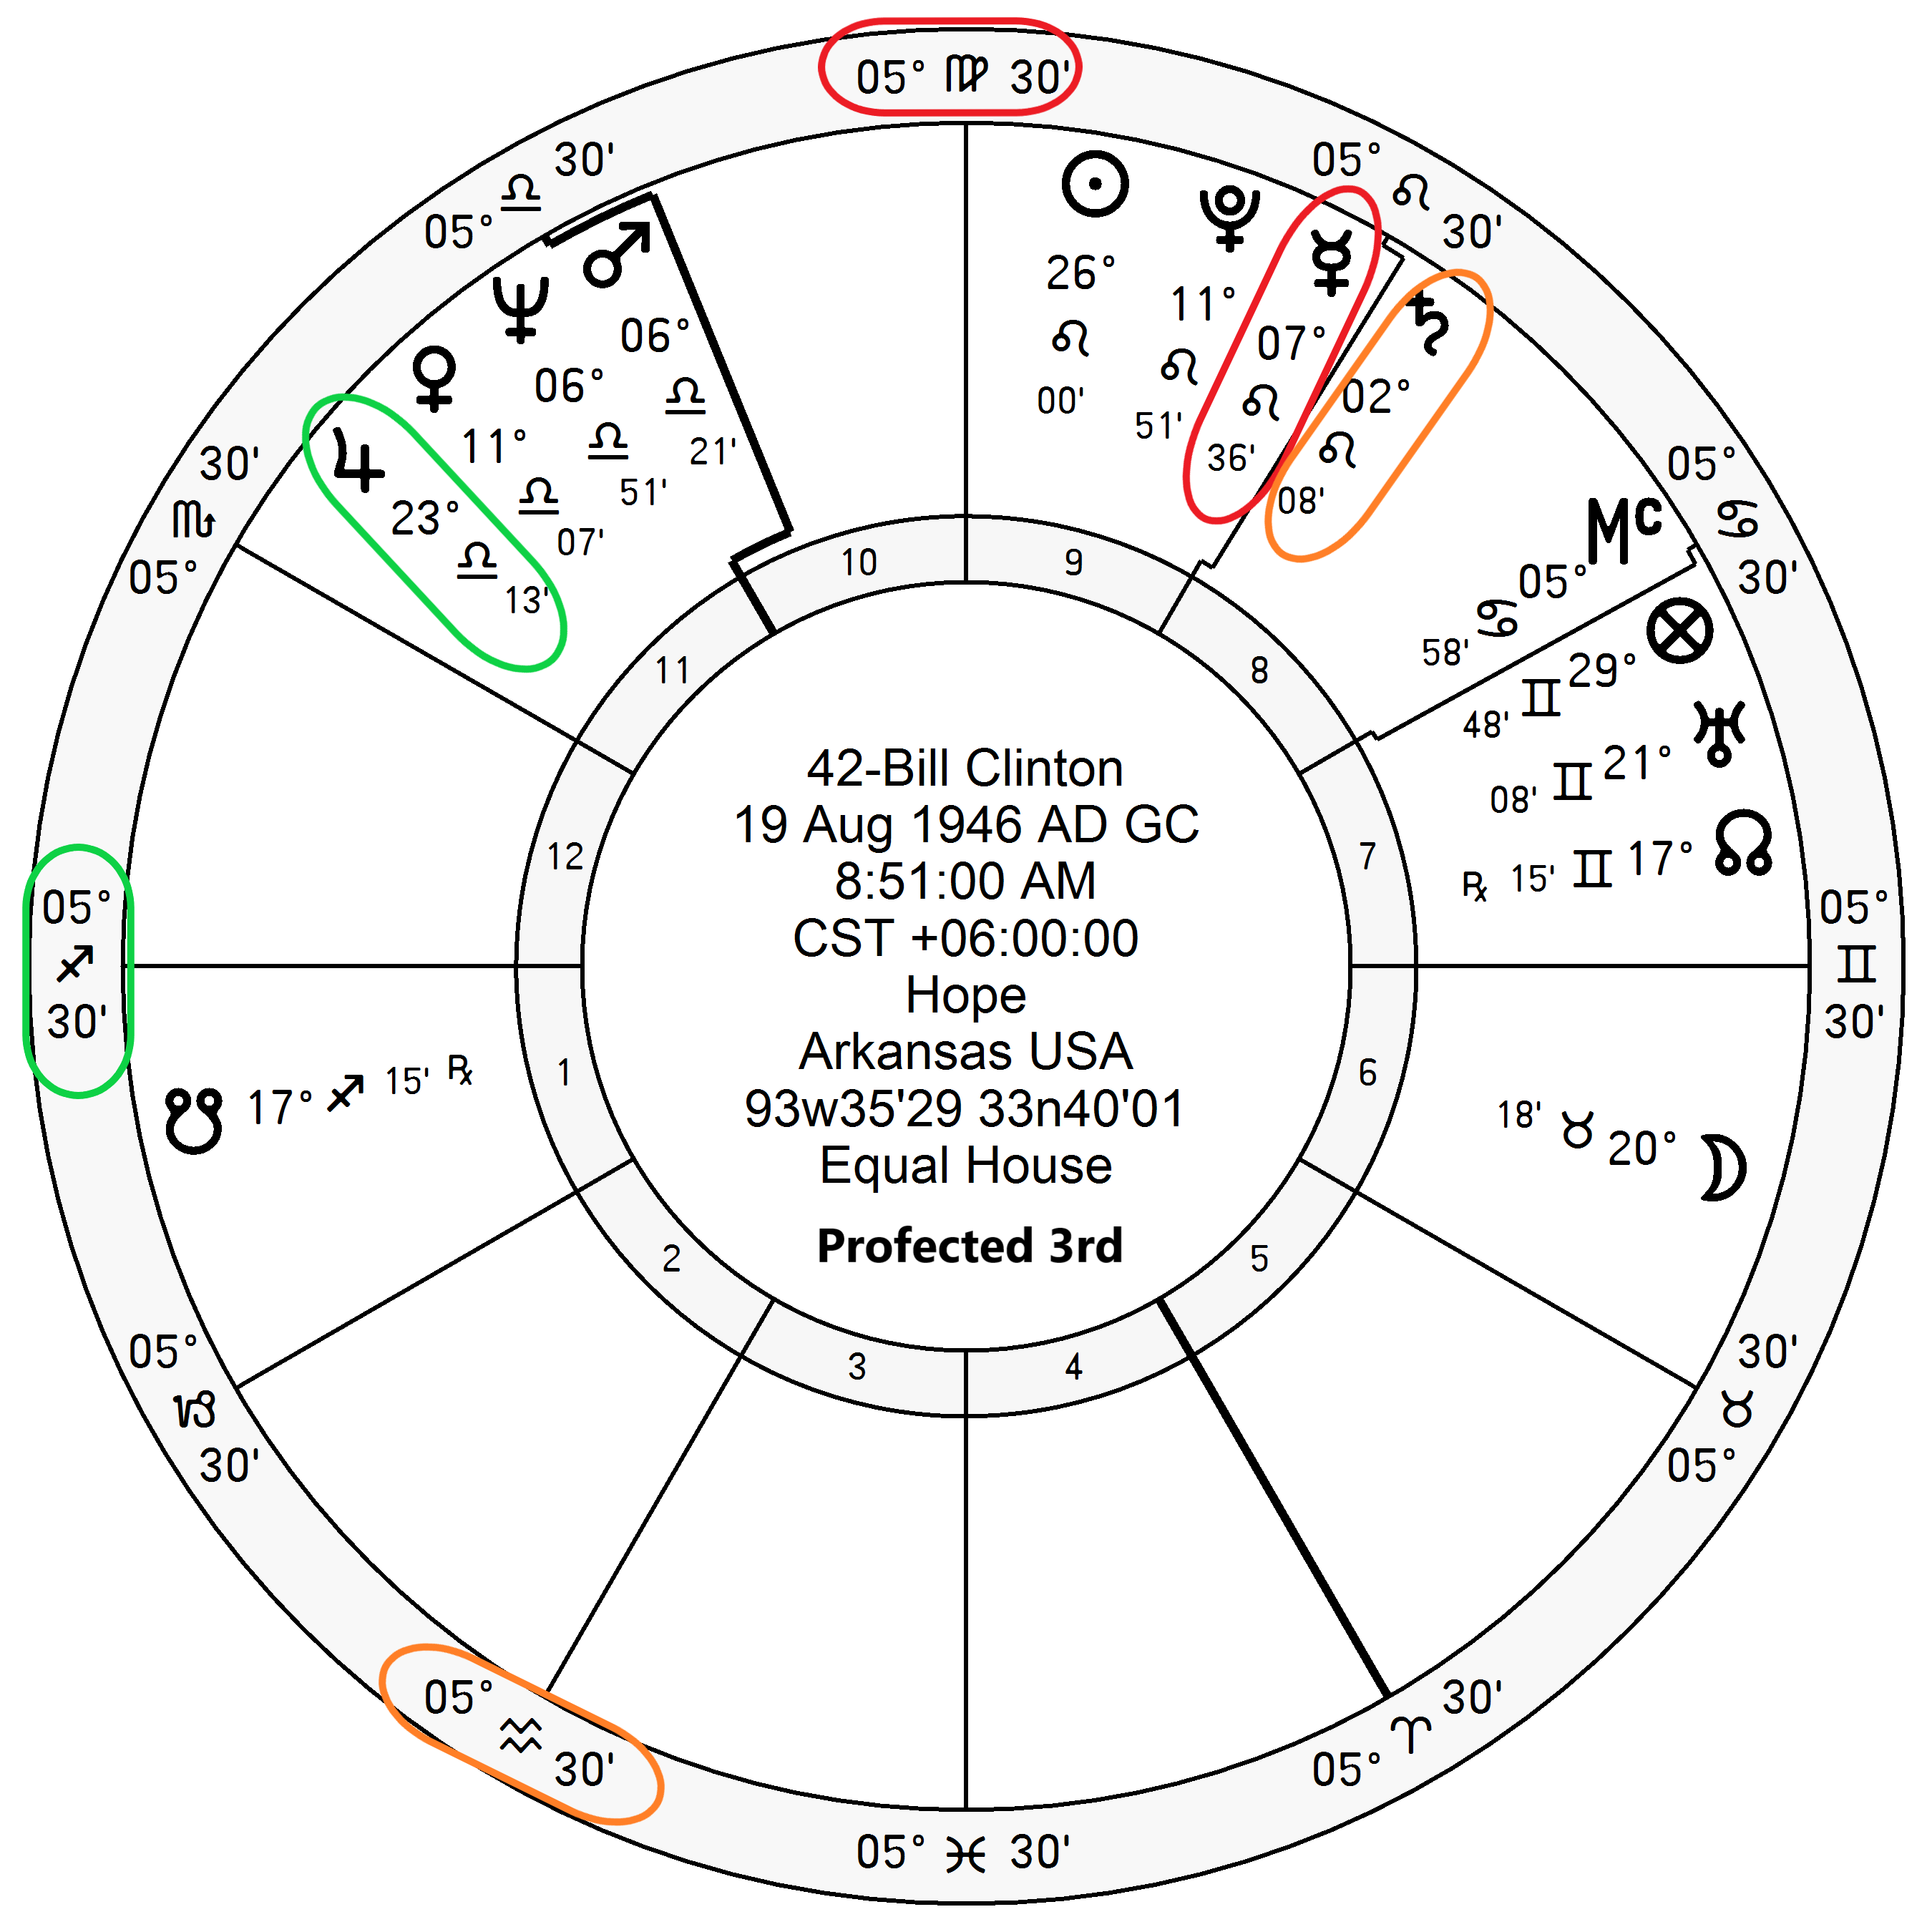 05° ♍ 30'
30' ♎ 05°
05° ♌ 30'
30' ♏ 05°
05° ♋ 30'
05° ♐ 30'
05° ♊ 30'
05° ♑ 30'
30' ♉ 05°
05° ♒ 30'
30' ♈ 05°
05° ♓ 30'
☉ 26° ♌ 00'
♇ 11° ♌ 51'
☿ 07° ♌ 36'
♄ 02° ♌ 08'
Mc 05° ♋ 58'
⊗ 29° ♊ 48'
♅ 21° ♊ 08'
☊ 17° ♊ 15' ℞
☽ 20° ♉ 18'
☋ 17° ♐ 15' ℞
♃ 23° ♎ 13'
♀ 11° ♎ 07'
♆ 06° ♎ 51'
♂ 06° ♎ 21'
10
9
11
8
12
7
1
6
2
5
3
4
42-Bill Clinton
19 Aug 1946 AD GC
8:51:00 AM
CST +06:00:00
Hope
Arkansas USA
93w35'29 33n40'01
Equal House
Profected 3rd